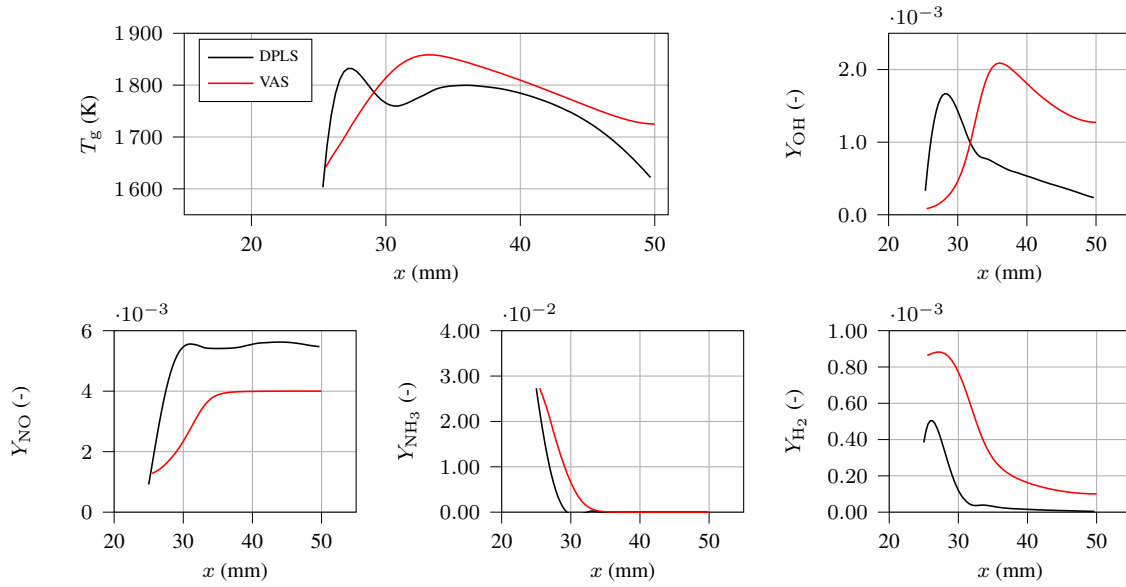 1 900
1 800
1 700
1 600
T_g (K)
DPLS
VAS
20 30 40 50
x (mm)
·10⁻³
2.0
1.0
0.0
Y_OH (-)
20 30 40 50
x (mm)
6
4
2
0
·10⁻³
Y_NO (-)
20 30 40 50
x (mm)
·10⁻²
4.00
3.00
2.00
1.00
0.00
Y_NH₃ (-)
20 30 40 50
x (mm)
·10⁻³
1.00
0.80
0.60
0.40
0.20
0.00
Y_H₂ (-)
20 30 40 50
x (mm)